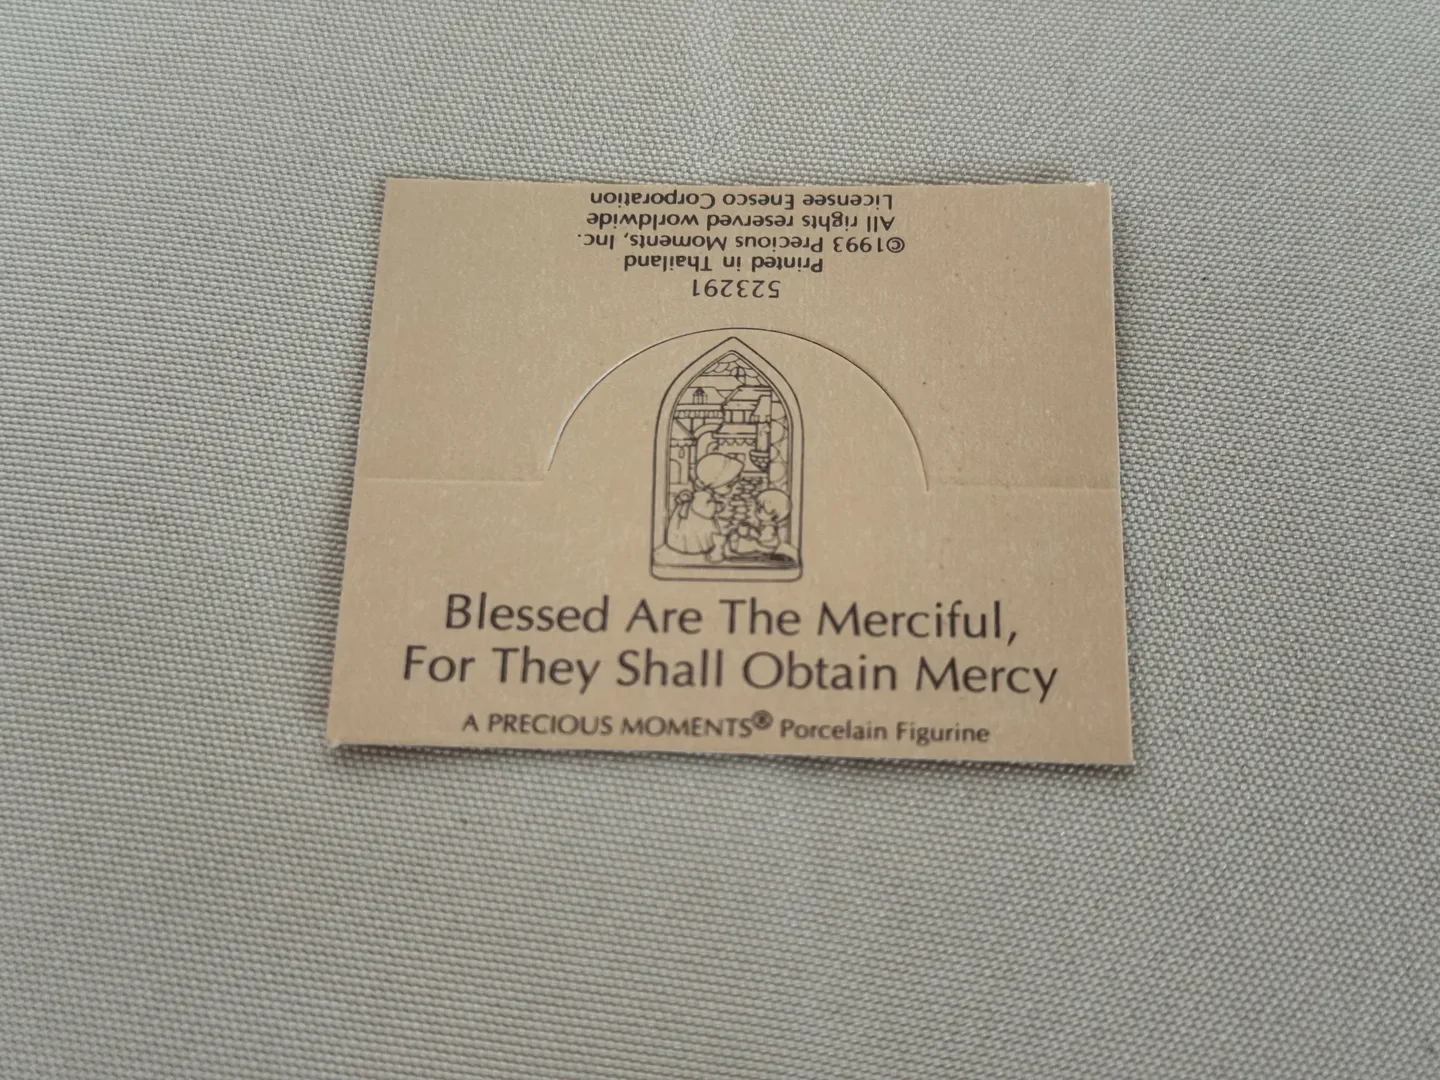 Licensee Enesco Corporation
All rights reserved worldwide
©1993 Precious Moments, Inc.
Printed in Thailand
523291
Blessed Are The Merciful,
For They Shall Obtain Mercy
A PRECIOUS MOMENTS® Porcelain Figurine